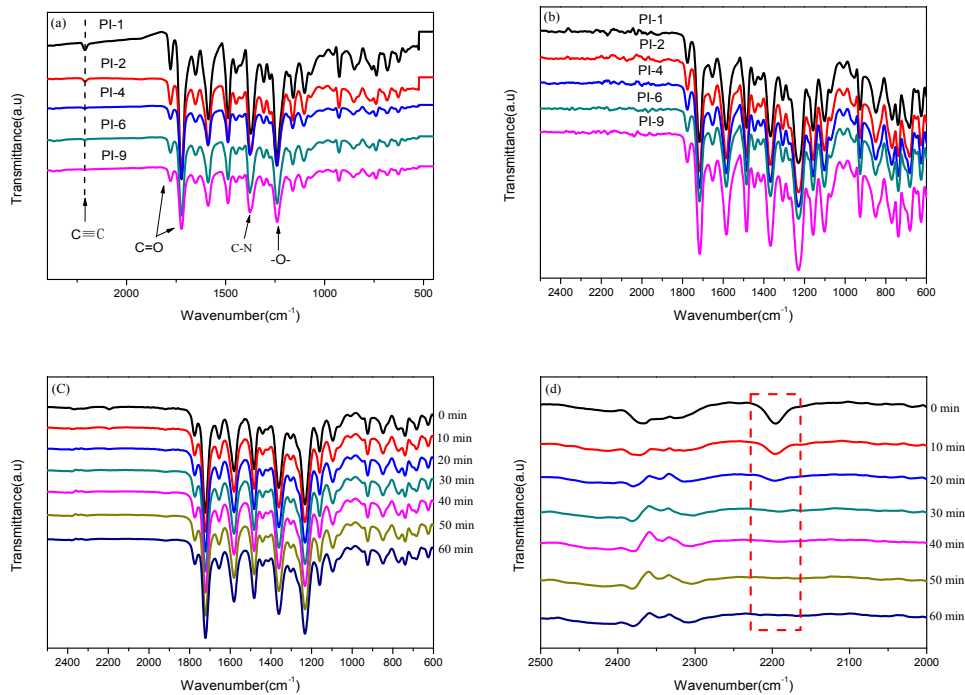 (a)
PI-1
PI-2
PI-4
PI-6
PI-9
C≡C
C=O
C-N
-O-
Transmittance(a.u)
2000
1500
1000
500
Wavenumber(cm-1)
(b)
PI-1
PI-2
PI-4
PI-6
PI-9
Transmittance(a.u)
2400 2200 2000 1800 1600 1400 1200 1000 800 600
Wavenumber(cm-1)
(C)
0 min
10 min
20 min
30 min
40 min
50 min
60 min
Transmittance(a.u)
2400 2200 2000 1800 1600 1400 1200 1000 800 600
Wavenumber(cm-1)
(d)
0 min
10 min
20 min
30 min
40 min
50 min
60 min
Transmittance(a.u)
2500 2400 2300 2200 2100 2000
Wavenumber(cm-1)